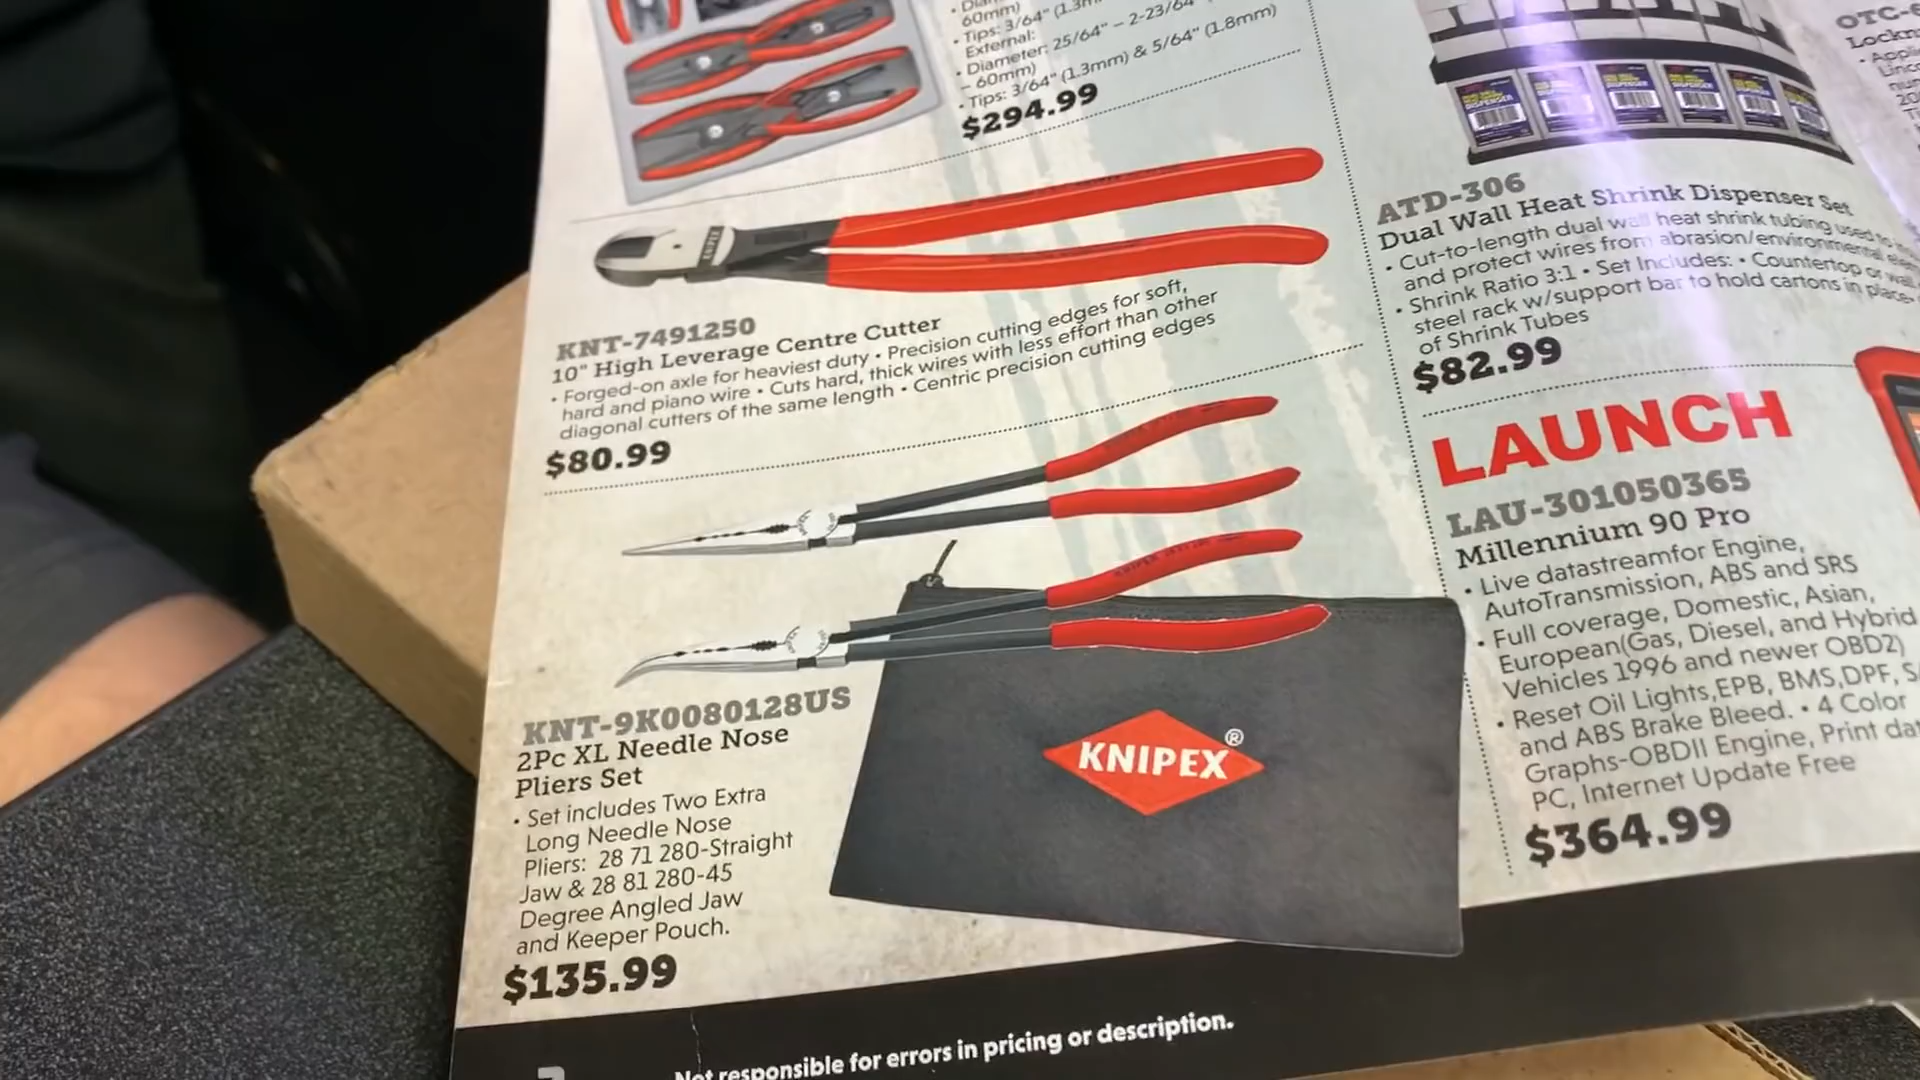 60mm)
• Tips: 3/64" (1.3mm
External:
• Diameter: 25/64" – 2-23/64"
– 60mm)
• Tips: 3/64" (1.3mm) & 5/64" (1.8mm)
$294.99
KNIPEX
KNT-7491250
10" High Leverage Centre Cutter
• Forged-on axle for heaviest duty • Precision cutting edges for soft,
hard and piano wire • Cuts hard, thick wires with less effort than other
diagonal cutters of the same length • Centric precision cutting edges
$80.99
KNT-9K0080128US
2Pc XL Needle Nose
Pliers Set
• Set includes Two Extra
Long Needle Nose
Pliers: 28 71 280-Straight
Jaw & 28 81 280-45
Degree Angled Jaw
and Keeper Pouch.
$135.99
KNIPEX®
ATD-306
Dual Wall Heat Shrink Dispenser Set
• Cut-to-length dual wall heat shrink tubing used to
and protect wires from abrasion/environmental
• Shrink Ratio 3:1 • Set Includes: • Countertop or wall
steel rack w/support bar to hold cartons in place
of Shrink Tubes
$82.99
LAUNCH
LAU-301050365
Millennium 90 Pro
• Live datastreamfor Engine,
AutoTransmission, ABS and SRS
• Full coverage, Domestic, Asian,
European(Gas, Diesel, and Hybrid
Vehicles 1996 and newer OBD2)
• Reset Oil Lights,EPB, BMS,DPF,
and ABS Brake Bleed. • 4 Color
Graphs-OBDII Engine, Print
PC, Internet Update Free
$364.99
OTC-6
Not responsible for errors in pricing or description.